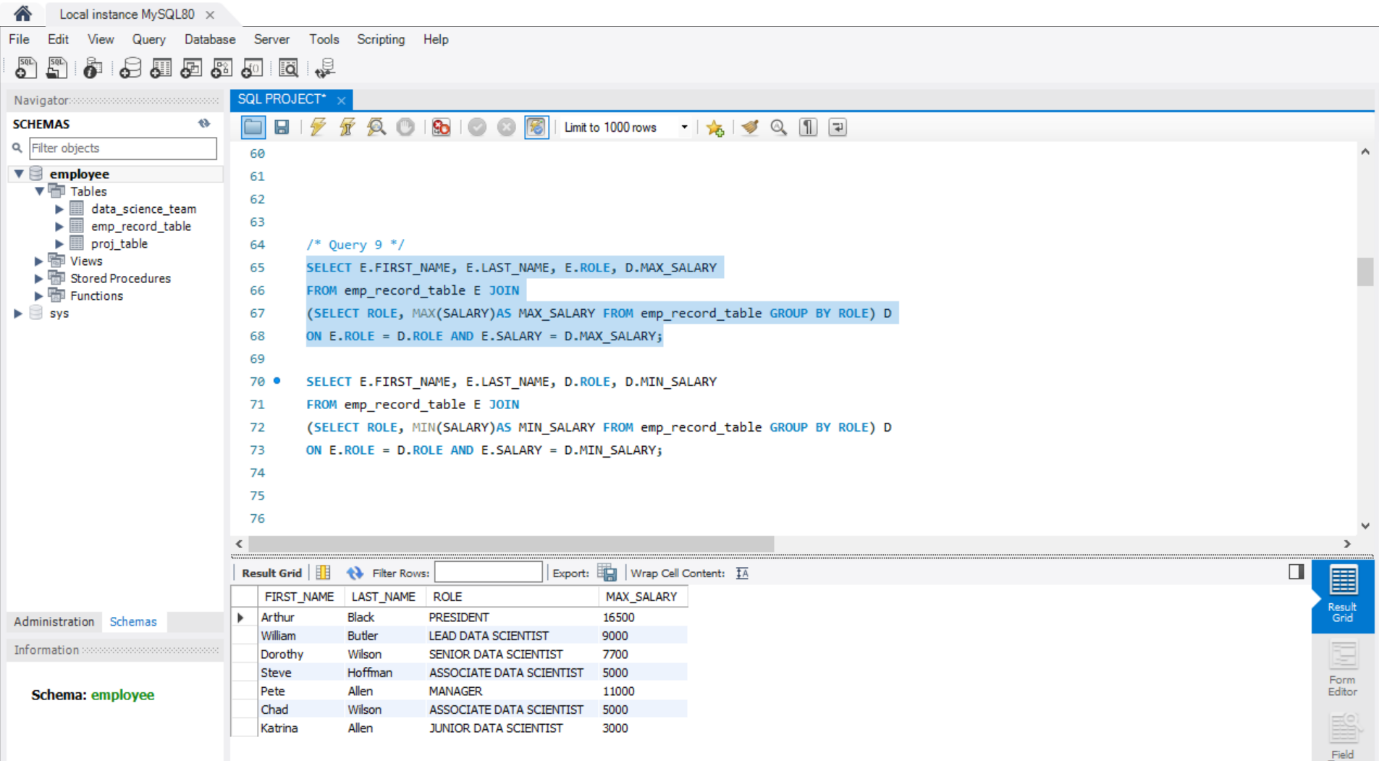 Local instance MySQL80
File Edit View Query Database Server Tools Scripting Help
Navigator
SCHEMAS
Filter objects
employee
Tables
data_science_team
emp_record_table
proj_table
Views
Stored Procedures
Functions
sys
Administration Schemas
Information
Schema: employee
SQL PROJECT*
Limit to 1000 rows
60
61
62
63
64 /* Query 9 */
65 SELECT E.FIRST_NAME, E.LAST_NAME, E.ROLE, D.MAX_SALARY
66 FROM emp_record_table E JOIN
67 (SELECT ROLE, MAX(SALARY)AS MAX_SALARY FROM emp_record_table GROUP BY ROLE) D
68 ON E.ROLE = D.ROLE AND E.SALARY = D.MAX_SALARY;
69
70 SELECT E.FIRST_NAME, E.LAST_NAME, D.ROLE, D.MIN_SALARY
71 FROM emp_record_table E JOIN
72 (SELECT ROLE, MIN(SALARY)AS MIN_SALARY FROM emp_record_table GROUP BY ROLE) D
73 ON E.ROLE = D.ROLE AND E.SALARY = D.MIN_SALARY;
74
75
76
Result Grid Filter Rows: Export: Wrap Cell Content:
FIRST_NAME LAST_NAME ROLE MAX_SALARY
Arthur Black PRESIDENT 16500
William Butler LEAD DATA SCIENTIST 9000
Dorothy Wilson SENIOR DATA SCIENTIST 7700
Steve Hoffman ASSOCIATE DATA SCIENTIST 5000
Pete Allen MANAGER 11000
Chad Wilson ASSOCIATE DATA SCIENTIST 5000
Katrina Allen JUNIOR DATA SCIENTIST 3000
Result
Grid
Form
Editor
Field